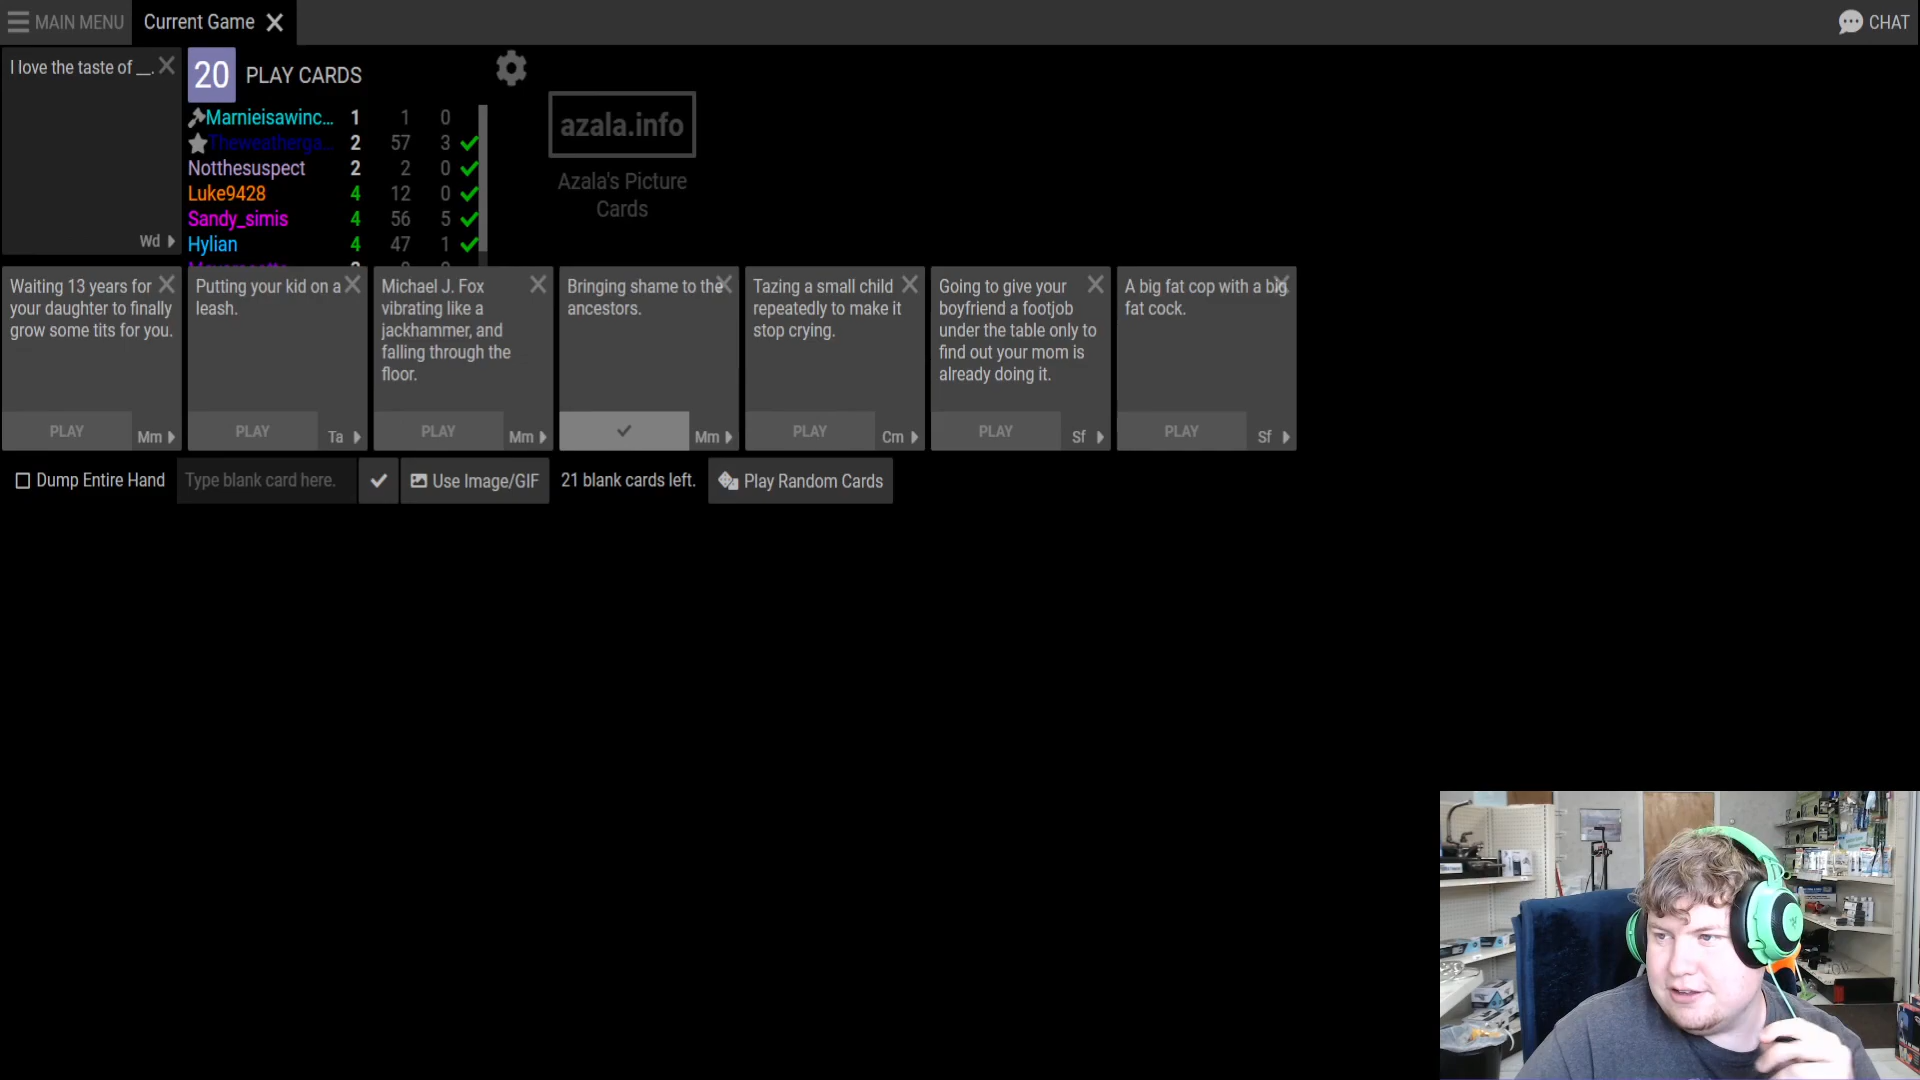 MAIN MENU
Current Game
CHAT
I love the taste of __.
Wd
20 PLAY CARDS
Marnieisawinc... 1 1 0
Theweatherga... 2 57 3
Notthesuspect 2 2 0
Luke9428 4 12 0
Sandy_simis 4 56 5
Hylian 4 47 1
azala.info
Azala's Picture
Cards
Waiting 13 years for
your daughter to finally
grow some tits for you.
PLAY
Mm
Putting your kid on a
leash.
PLAY
Ta
Michael J. Fox
vibrating like a
jackhammer, and
falling through the
floor.
PLAY
Mm
Bringing shame to the
ancestors.
Mm
Tazing a small child
repeatedly to make it
stop crying.
PLAY
Cm
Going to give your
boyfriend a footjob
under the table only to
find out your mom is
already doing it.
PLAY
Sf
A big fat cop with a big
fat cock.
PLAY
Sf
Dump Entire Hand
Type blank card here.
Use Image/GIF
21 blank cards left.
Play Random Cards